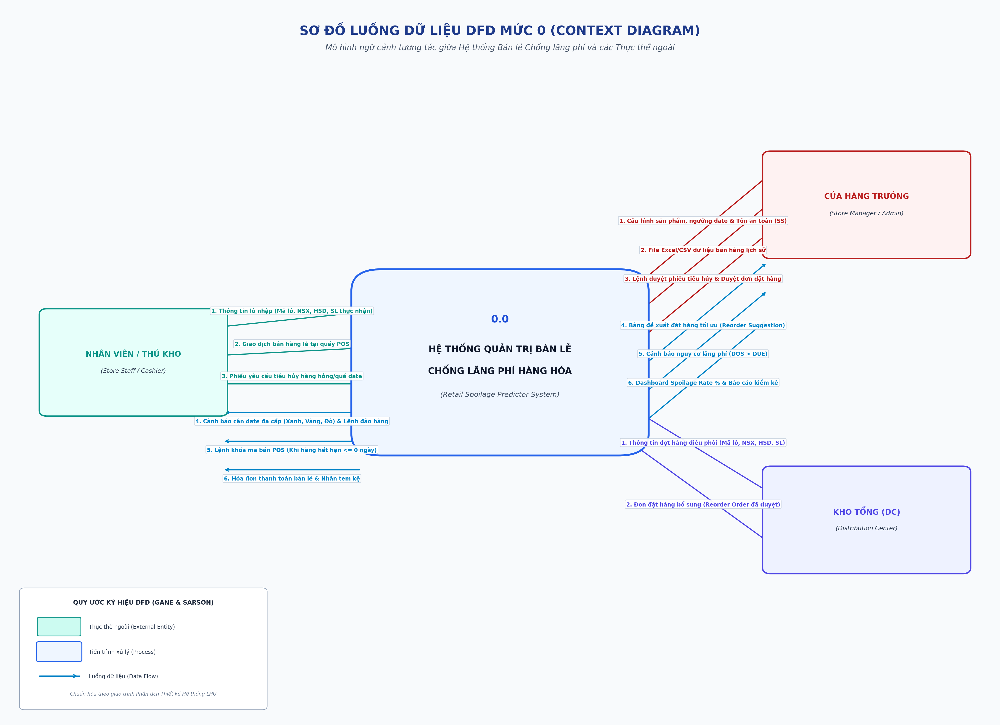 SƠ ĐỒ LUỒNG DỮ LIỆU DFD MỨC 0 (CONTEXT DIAGRAM)
Mô hình ngữ cảnh tương tác giữa Hệ thống Bán lẻ Chống lãng phí và các Thực thể ngoài
NHÂN VIÊN / THỦ KHO
(Store Staff / Cashier)
1. Thông tin lô nhập (Mã lô, NSX, HSD, SL thực nhận)
2. Giao dịch bán hàng lẻ tại quầy POS
3. Phiếu yêu cầu tiêu hủy hàng hỏng/quá date
4. Cảnh báo cận date đa cấp (Xanh, Vàng, Đỏ) & Lệnh đảo hàng
5. Lệnh khóa mã bán POS (Khi hàng hết hạn <= 0 ngày)
6. Hóa đơn thanh toán bán lẻ & Nhãn tem kệ
0.0
HỆ THỐNG QUẢN TRỊ BÁN LẺ
CHỐNG LÃNG PHÍ HÀNG HÓA
(Retail Spoilage Predictor System)
CỬA HÀNG TRƯỞNG
(Store Manager / Admin)
1. Cấu hình sản phẩm, ngưỡng date & Tồn an toàn (SS)
2. File Excel/CSV dữ liệu bán hàng lịch sử
3. Lệnh duyệt phiếu tiêu hủy & Duyệt đơn đặt hàng
4. Bảng đề xuất đặt hàng tối ưu (Reorder Suggestion)
5. Cảnh báo nguy cơ lãng phí (DOS > DUE)
6. Dashboard Spoilage Rate % & Báo cáo kiểm kê
1. Thông tin đợt hàng điều phối (Mã lô, NSX, HSD, SL)
2. Đơn đặt hàng bổ sung (Reorder Order đã duyệt)
KHO TỔNG (DC)
(Distribution Center)
QUY ƯỚC KÝ HIỆU DFD (GANE & SARSON)
Thực thể ngoài (External Entity)
Tiến trình xử lý (Process)
Luồng dữ liệu (Data Flow)
Chuẩn hóa theo giáo trình Phân tích Thiết kế Hệ thống LHU